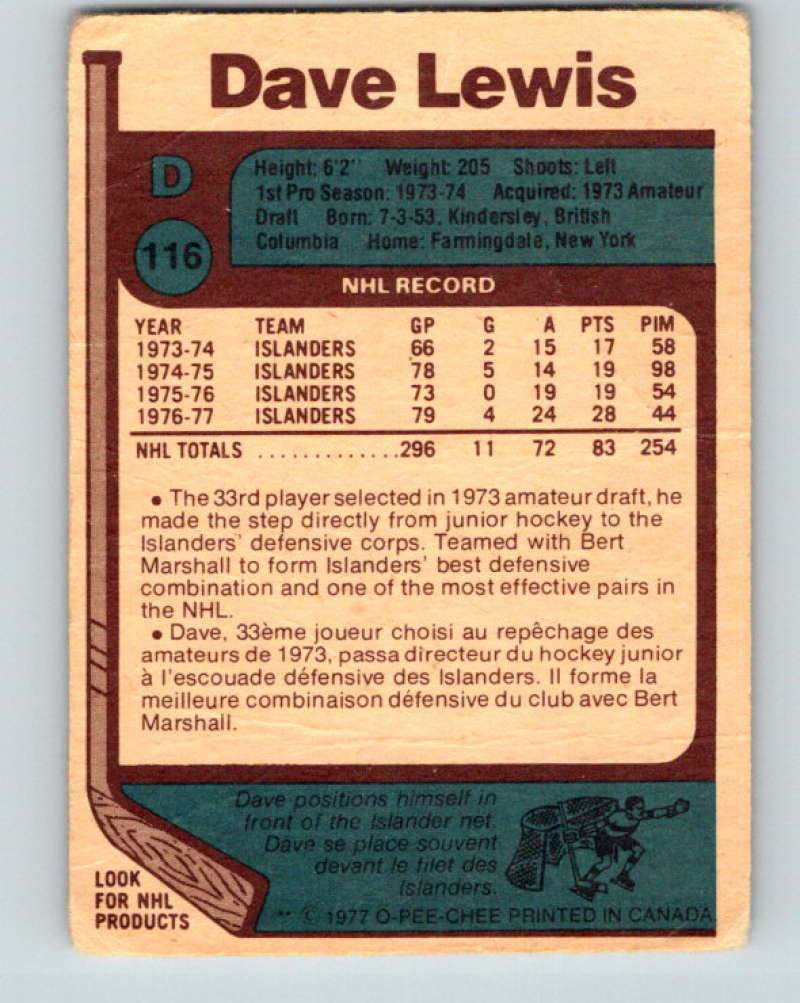 Dave Lewis
D
116
Height: 6'2'' Weight: 205 Shoots: Left
1st Pro Season: 1973-74 Acquired: 1973 Amateur
Draft Born: 7-3-53, Kindersley, British
Columbia Home: Farmingdale, New York
NHL RECORD
YEAR TEAM GP G A PTS PIM
1973-74 ISLANDERS 66 2 15 17 58
1974-75 ISLANDERS 78 5 14 19 98
1975-76 ISLANDERS 73 0 19 19 54
1976-77 ISLANDERS 79 4 24 28 44
NHL TOTALS .............296 11 72 83 254
• The 33rd player selected in 1973 amateur draft, he
made the step directly from junior hockey to the
Islanders' defensive corps. Teamed with Bert
Marshall to form Islanders' best defensive
combination and one of the most effective pairs in
the NHL.
• Dave, 33ème joueur choisi au repêchage des
amateurs de 1973, passa directeur du hockey junior
à l'escouade défensive des Islanders. Il forme la
meilleure combinaison défensive du club avec Bert
Marshall.
Dave positions himself in
front of the Islander net.
Dave se place souvent
devant le filet des
Islanders.
LOOK
FOR NHL
PRODUCTS
** © 1977 O-PEE-CHEE PRINTED IN CANADA